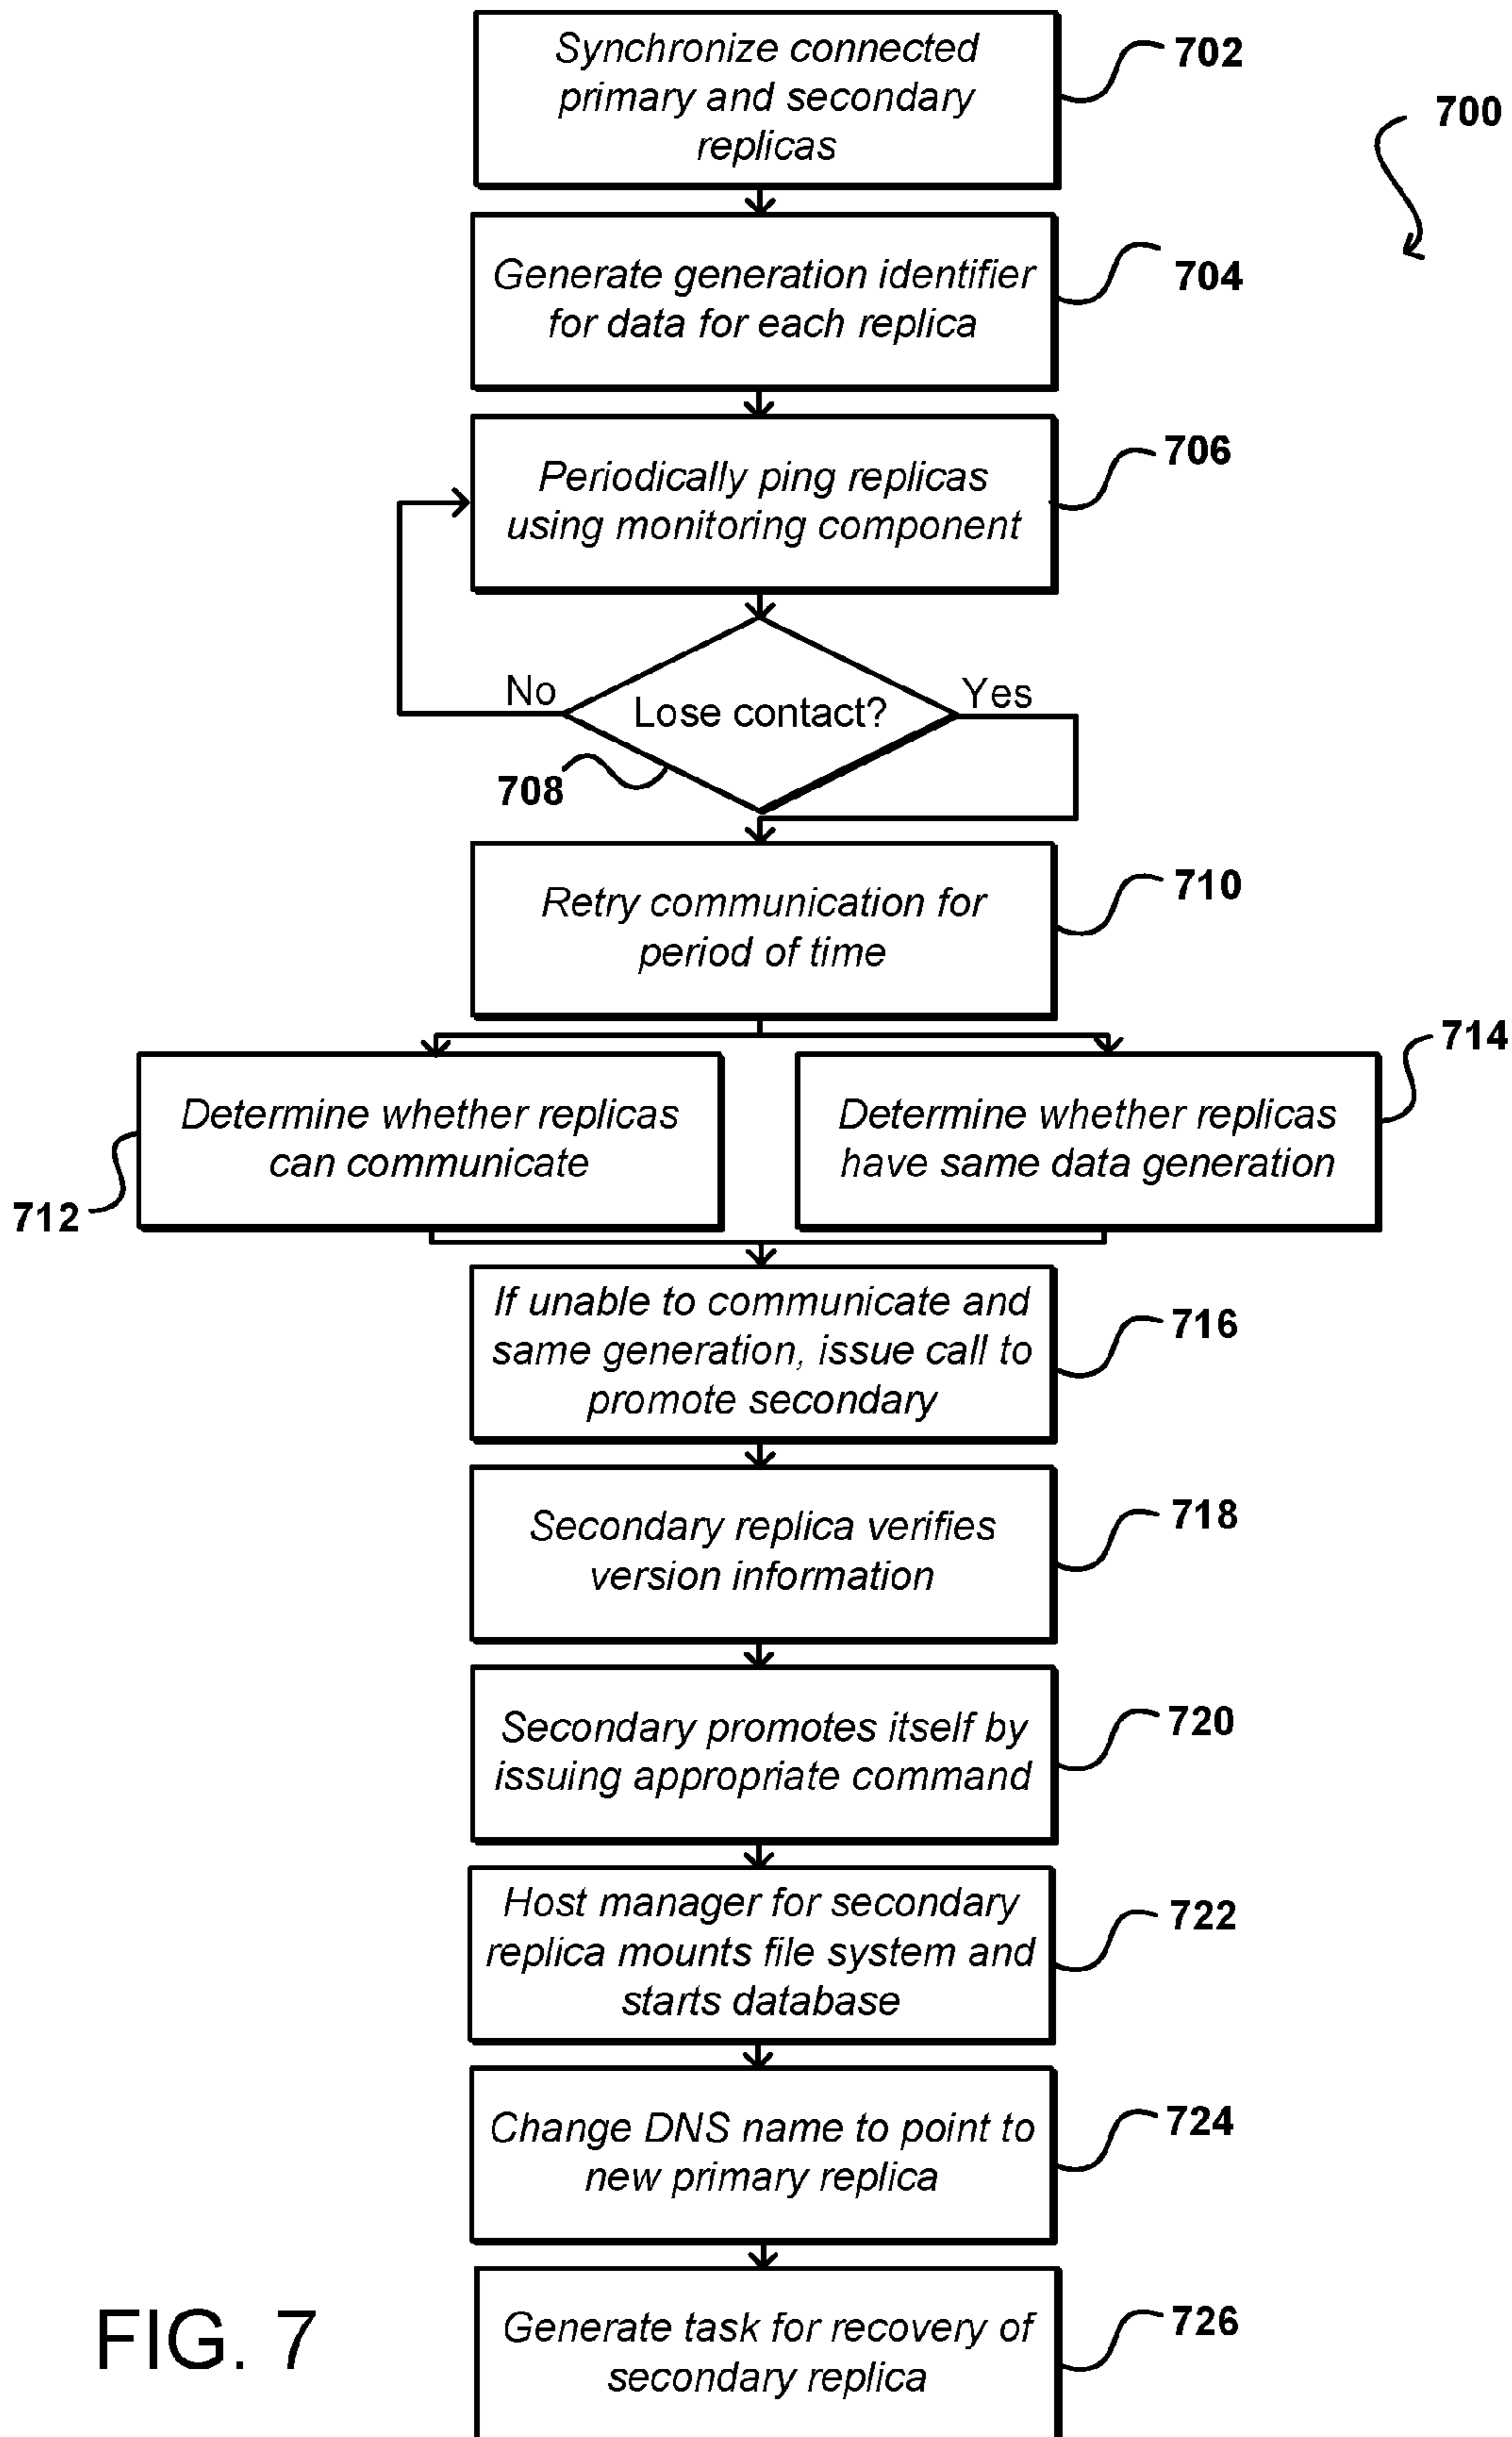 Synchronize connected
primary and secondary
replicas
702
700
Generate generation identifier
for data for each replica
704
Periodically ping replicas
using monitoring component
706
No
Lose contact?
Yes
708
Retry communication for
period of time
710
Determine whether replicas
can communicate
712
Determine whether replicas
have same data generation
714
If unable to communicate and
same generation, issue call to
promote secondary
716
Secondary replica verifies
version information
718
Secondary promotes itself by
issuing appropriate command
720
Host manager for secondary
replica mounts file system and
starts database
722
Change DNS name to point to
new primary replica
724
Generate task for recovery of
secondary replica
726
FIG. 7